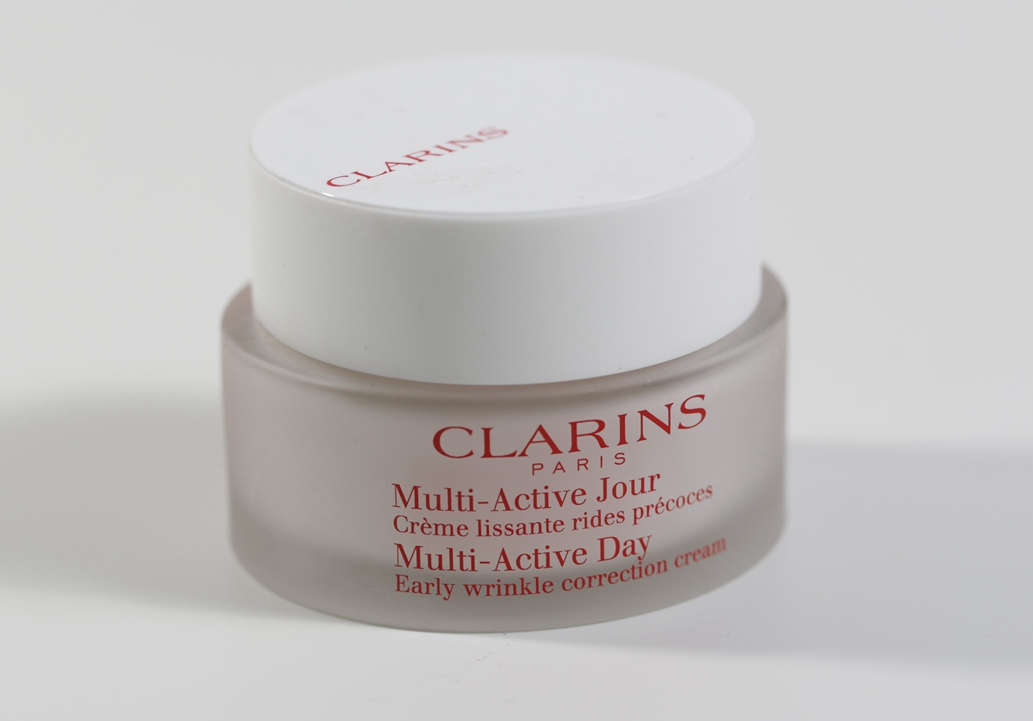 CLARINS
CLARINS
PARIS
Multi-Active Jour
Crème lissante rides précoces
Multi-Active Day
Early wrinkle correction cream